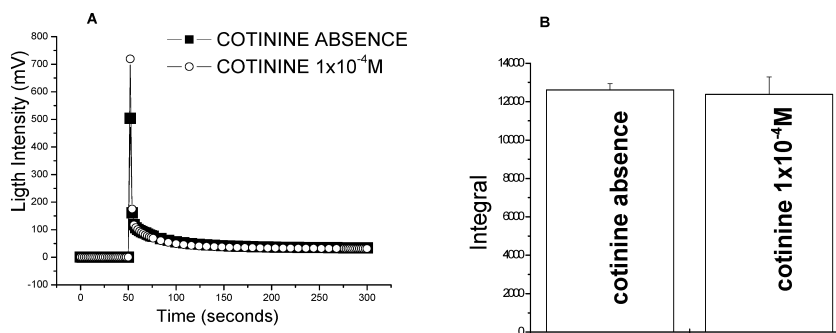 A
COTININE ABSENCE
COTININE 1x10⁻⁴M
800
700
600
500
400
300
200
100
0
-100
Ligth Intensity (mV)
0
50
100
150
200
250
300
Time (seconds)
B
14000
12000
10000
8000
6000
4000
2000
0
Integral
cotinine absence
cotinine 1x10⁻⁴M